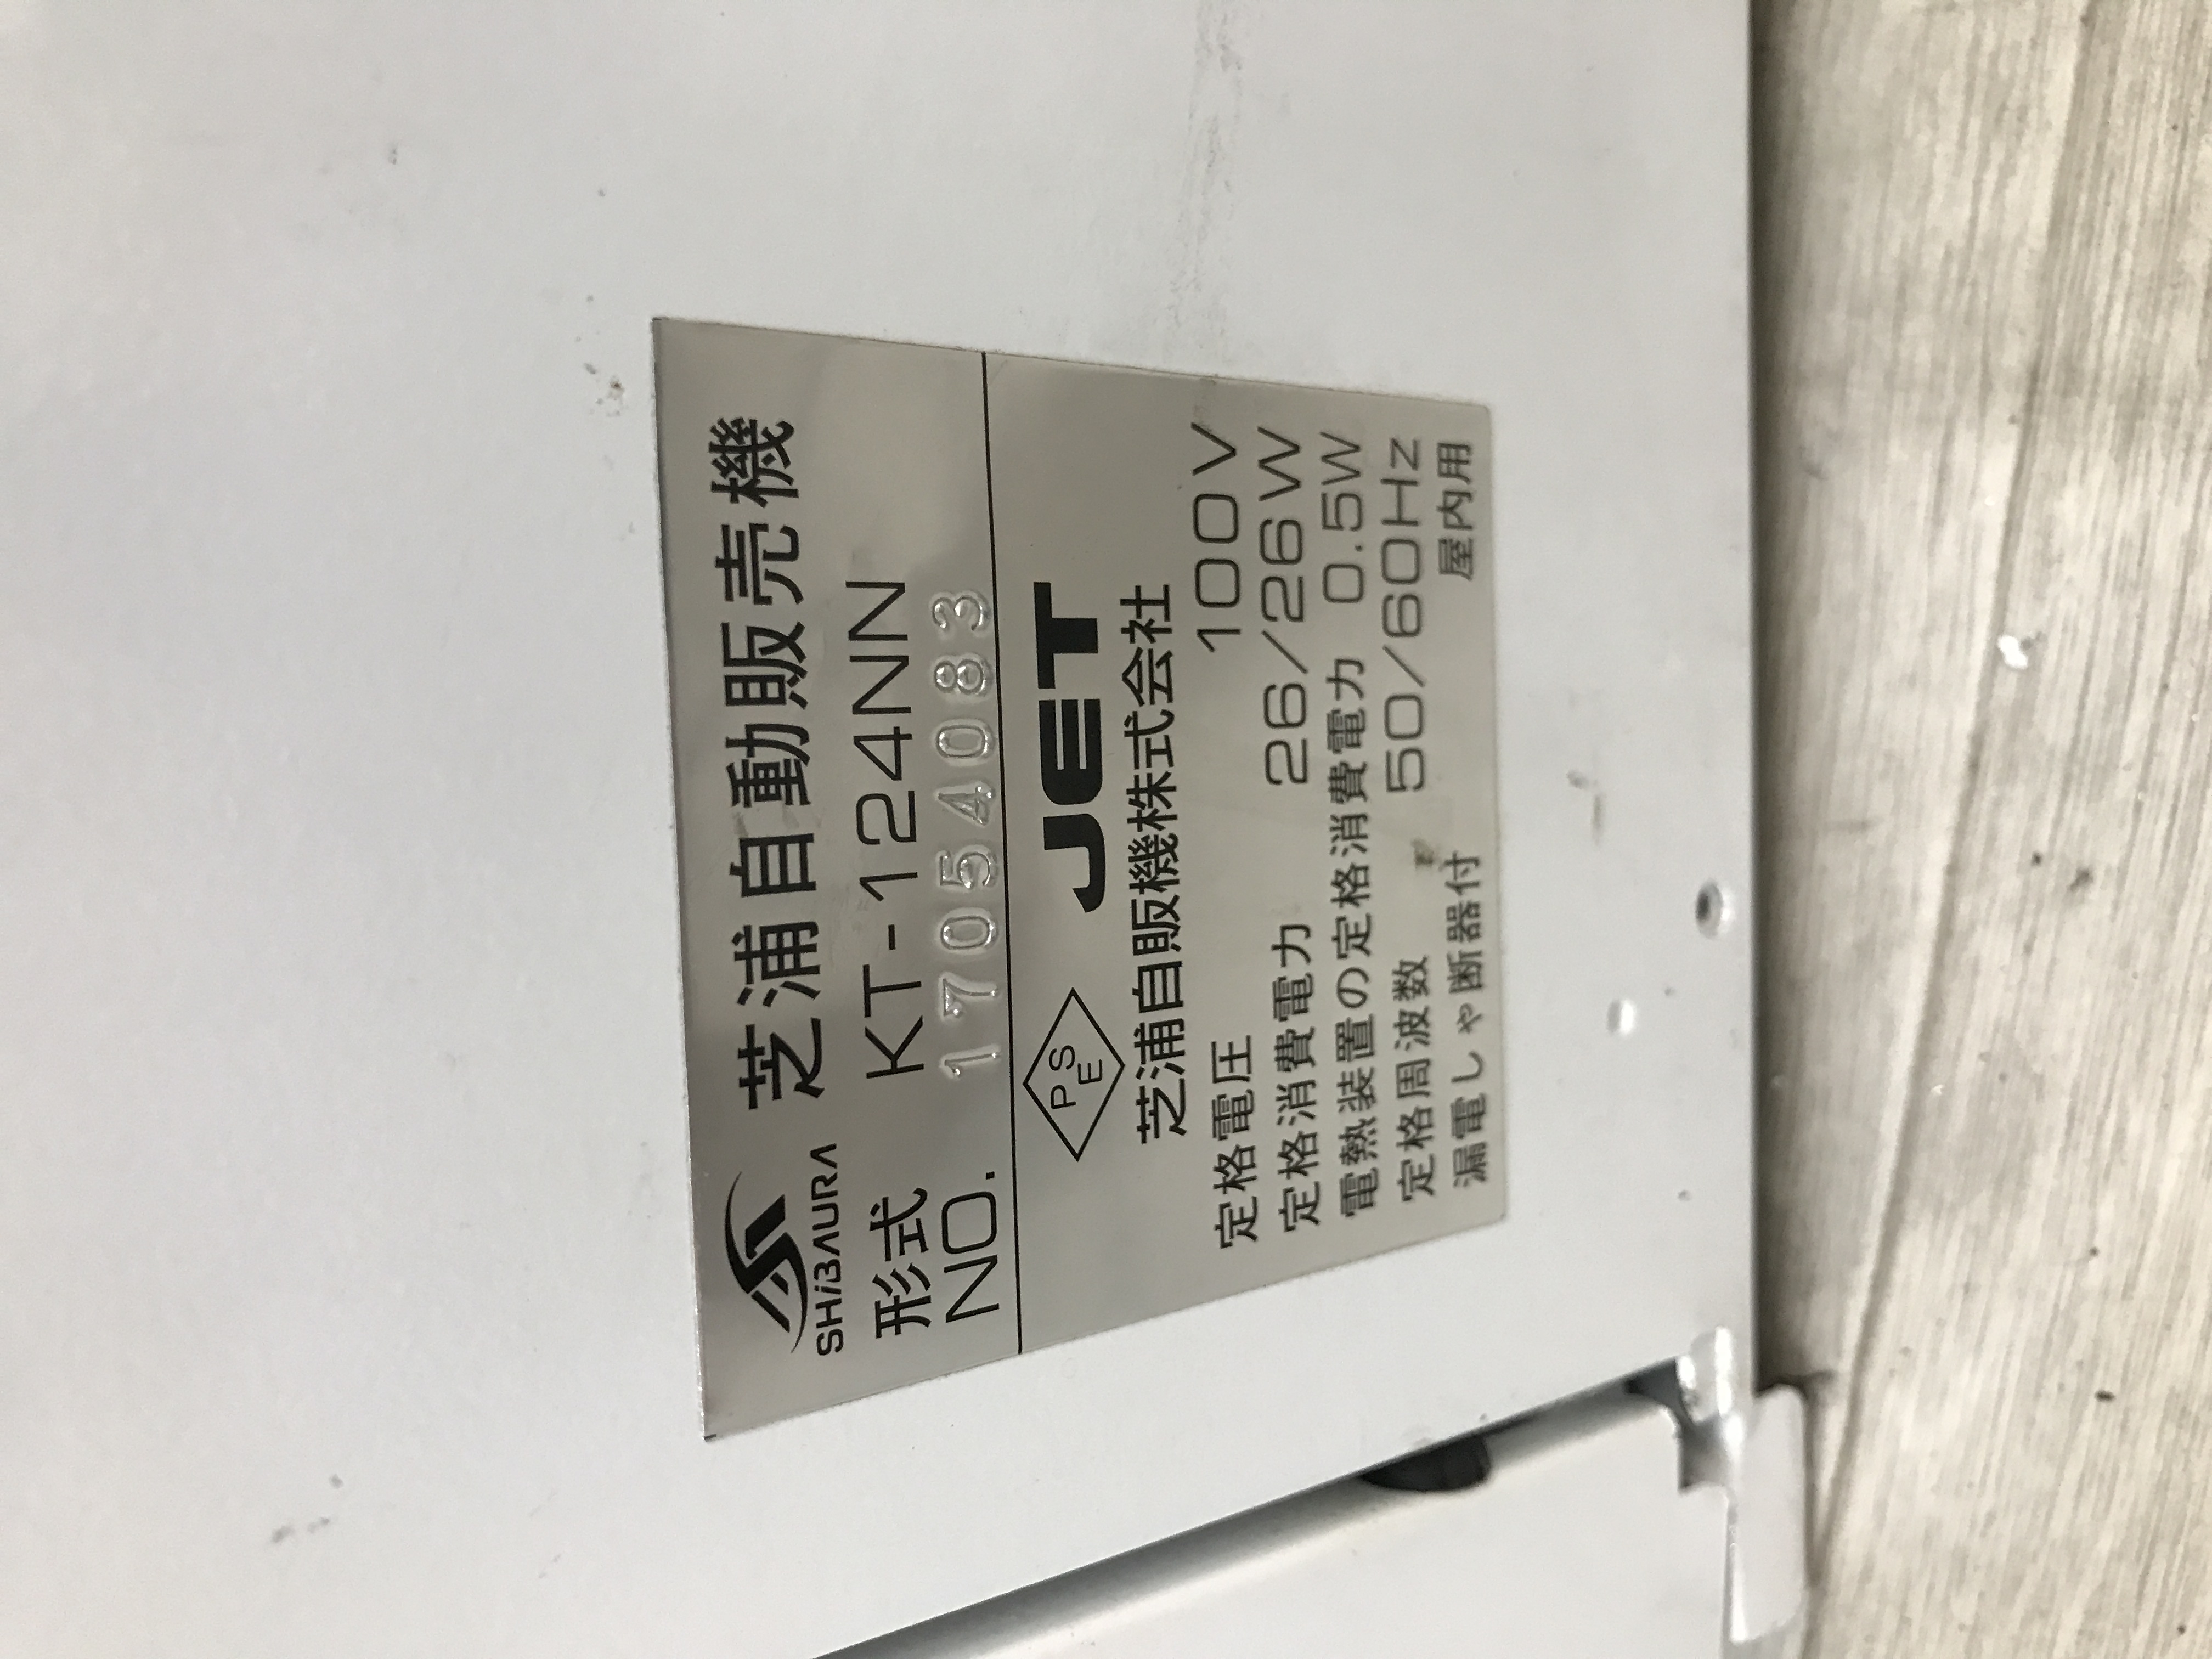 SHIBAURA 芝浦自動販売機
形式 KT-124NN
NO. 17054083
PSE JET
芝浦自販機株式会社
定格電圧 100V
定格消費電力 26/26W
電熱装置の定格消費電力 0.5W
定格周波数 50/60Hz
漏電しゃ断器付 屋内用